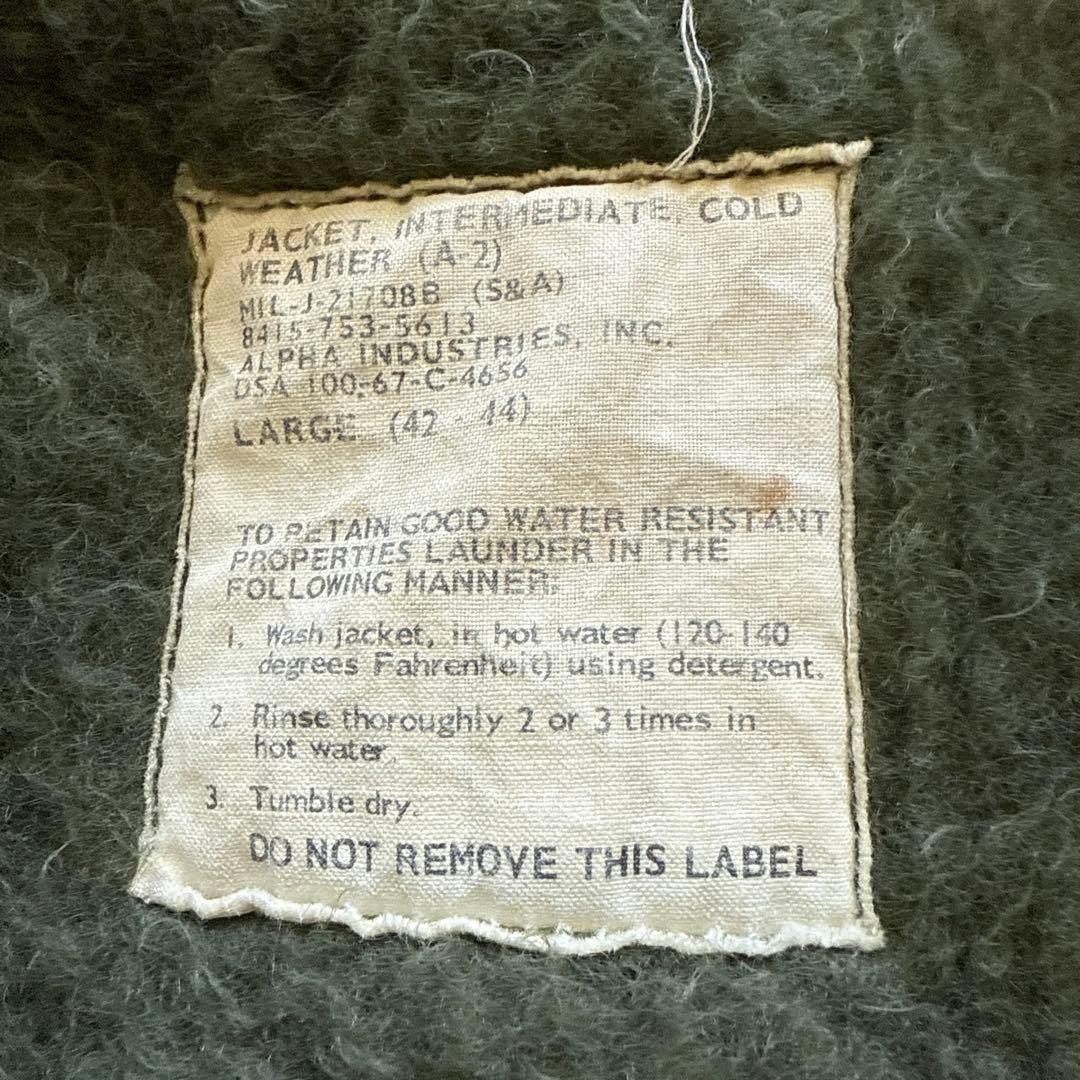 JACKET, INTERMEDIATE, COLD
WEATHER (A-2)
MIL-J-21708B (S&A)
8415-753-5613
ALPHA INDUSTRIES, INC.
DSA 100-67-C-4656
LARGE (42 - 44)
TO RETAIN GOOD WATER RESISTANT
PROPERTIES LAUNDER IN THE
FOLLOWING MANNER:
1. Wash jacket, in hot water (120-140
degrees Fahrenheit) using detergent.
2. Rinse thoroughly 2 or 3 times in
hot water.
3. Tumble dry.
DO NOT REMOVE THIS LABEL